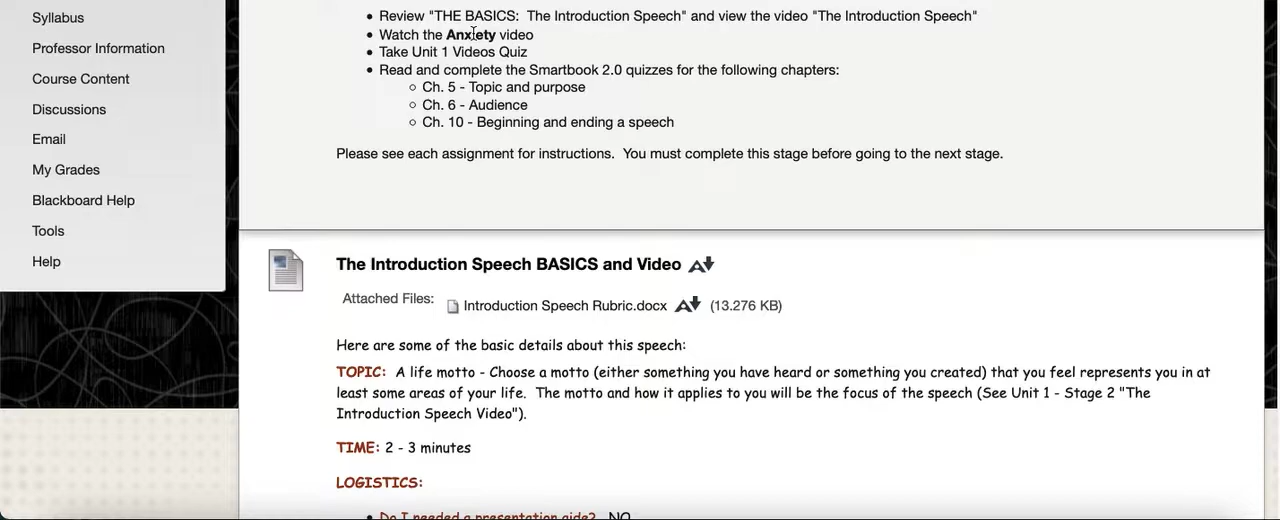 Syllabus
Professor Information
Course Content
Discussions
Email
My Grades
Blackboard Help
Tools
Help
• Review "THE BASICS:  The Introduction Speech" and view the video "The Introduction Speech"
• Watch the Anxiety video
• Take Unit 1 Videos Quiz
• Read and complete the Smartbook 2.0 quizzes for the following chapters:
○ Ch. 5 - Topic and purpose
○ Ch. 6 - Audience
○ Ch. 10 - Beginning and ending a speech
Please see each assignment for instructions.  You must complete this stage before going to the next stage.
The Introduction Speech BASICS and Video
Attached Files: Introduction Speech Rubric.docx (13.276 KB)
Here are some of the basic details about this speech:
TOPIC:  A life motto - Choose a motto (either something you have heard or something you created) that you feel represents you in at
least some areas of your life.  The motto and how it applies to you will be the focus of the speech (See Unit 1 - Stage 2 "The
Introduction Speech Video").
TIME: 2 - 3 minutes
LOGISTICS:
• Do I needed a presentation aide?  NO